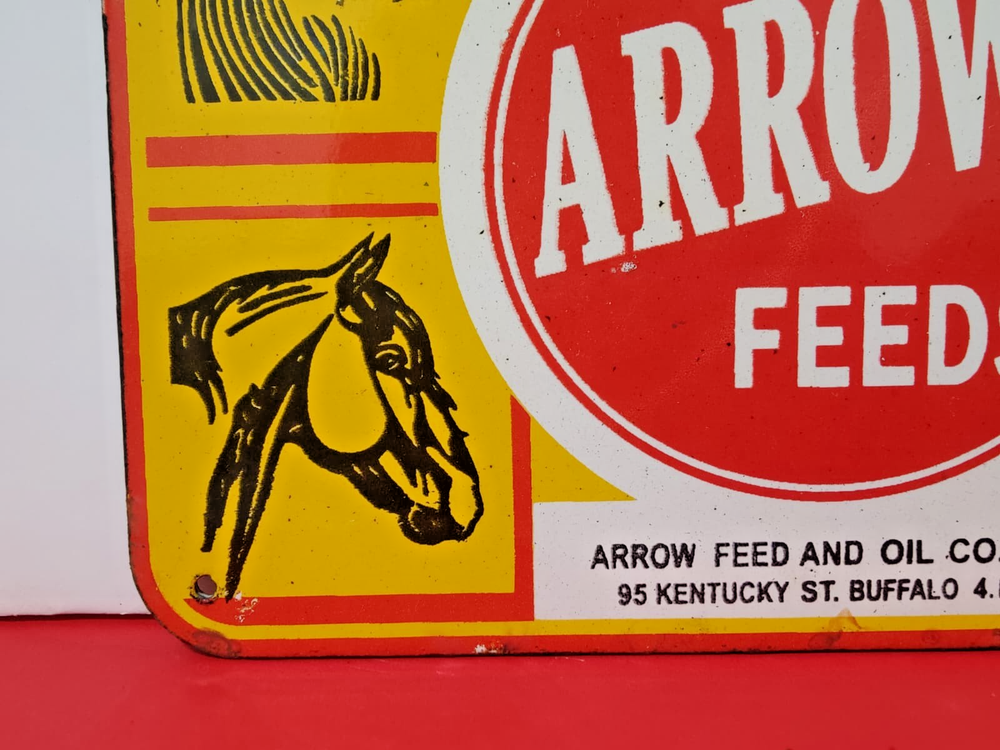 ARROW
FEEDS
ARROW FEED AND OIL CO.
95 KENTUCKY ST. BUFFALO 4.